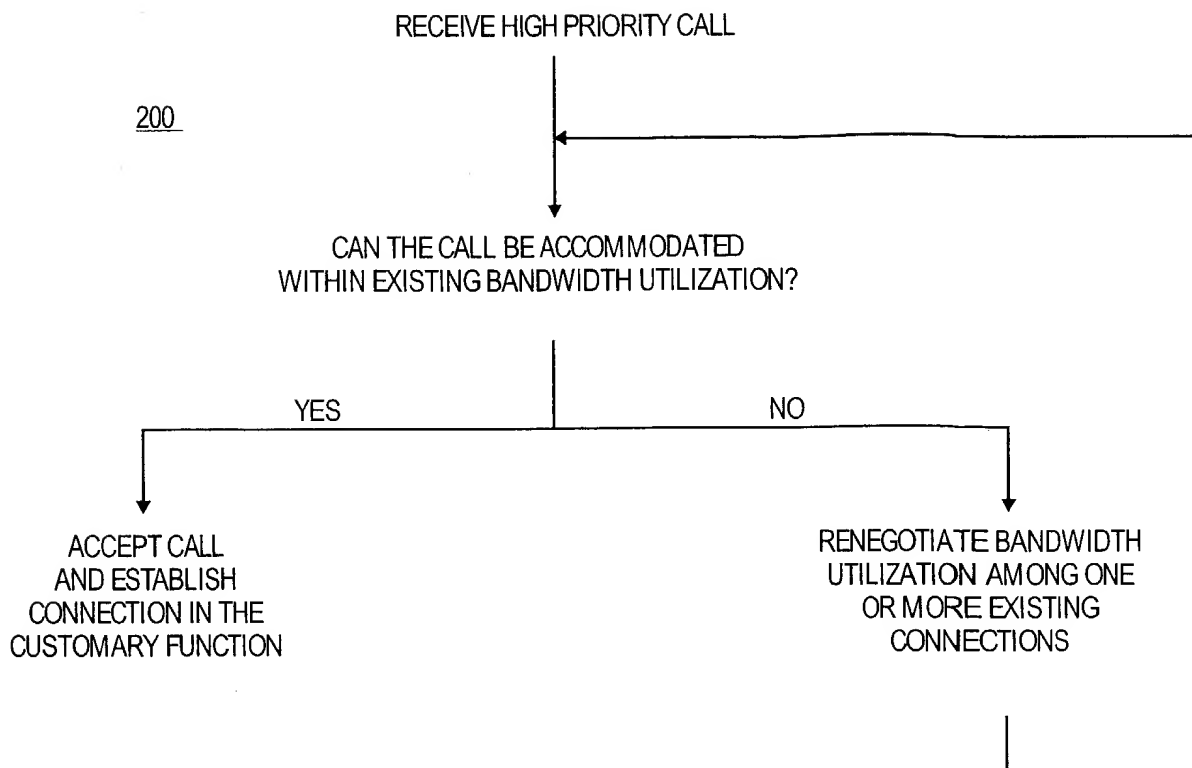 RECEIVE HIGH PRIORITY CALL
200
CAN THE CALL BE ACCOMMODATED
WITHIN EXISTING BANDWIDTH UTILIZATION?
YES
NO
ACCEPT CALL
AND ESTABLISH
CONNECTION IN THE
CUSTOMARY FUNCTION
RENEGOTIATE BANDWIDTH
UTILIZATION AMONG ONE
OR MORE EXISTING
CONNECTIONS